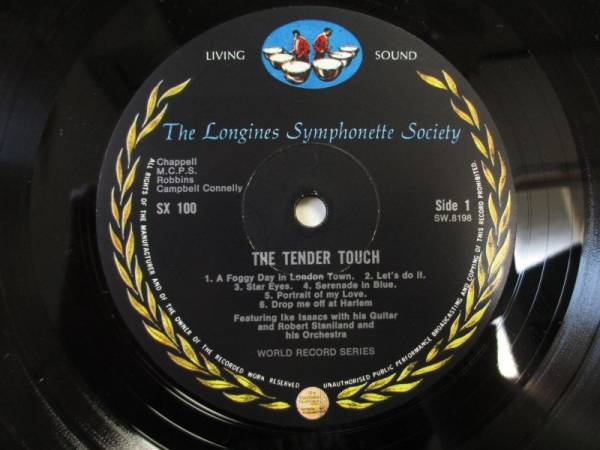 LIVING SOUND
The Longines Symphonette Society
Chappell
M.C.P.S.
Robbins
Campbell Connelly
SX 100
Side 1
SW.8196
THE TENDER TOUCH
1. A Foggy Day in London Town. 2. Let's do it.
3. Star Eyes. 4. Serenade in Blue.
5. Portrait of my Love.
6. Drop me off at Harlem
Featuring Ike Isaacs with his Guitar
and Robert Staniland and
his Orchestra
WORLD RECORD SERIES
ALL RIGHTS OF THE MANUFACTURER AND OF THE OWNER OF THE RECORDED WORK RESERVED
UNAUTHORISED PUBLIC PERFORMANCE BROADCASTING AND COPYING OF THIS RECORD PROHIBITED.